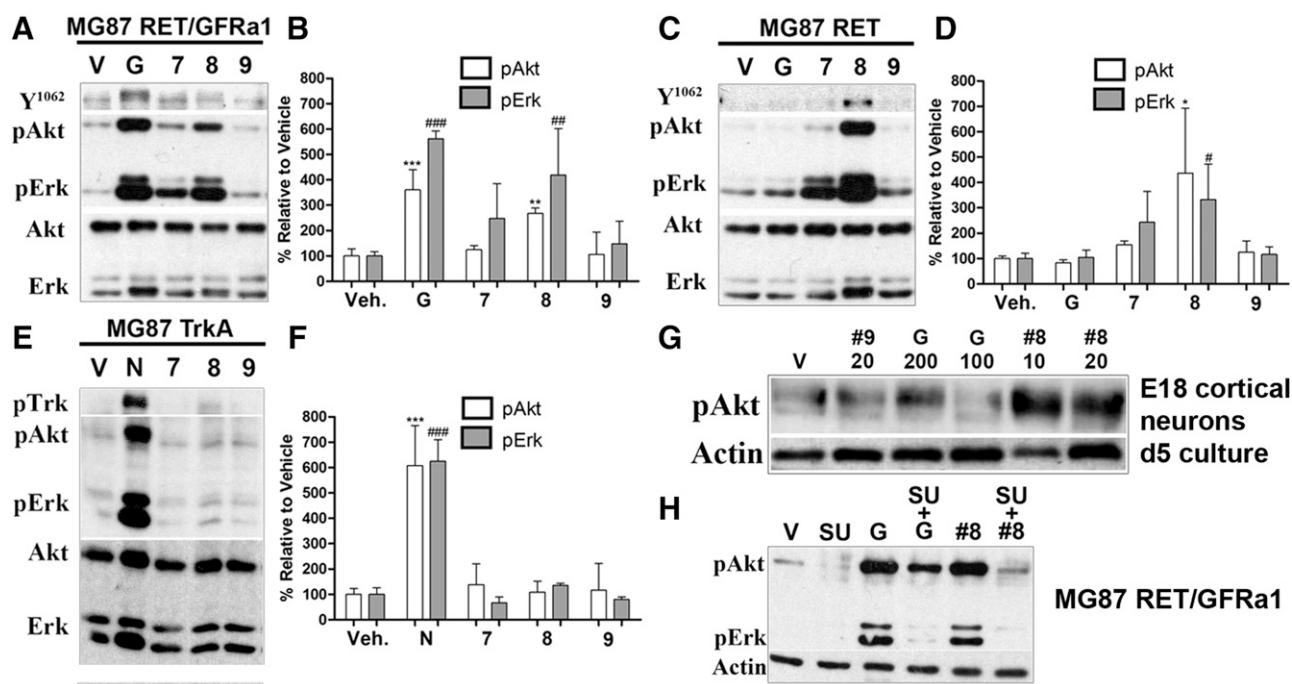 A MG87 RET/GFRa1
V G 7 8 9
Y1062
pAkt
pErk
Akt
Erk
B
pAkt
pErk
% Relative to Vehicle
800
700
600
500
400
300
200
100
0
*** ### ** ##
Veh. G 7 8 9
C MG87 RET
V G 7 8 9
Y1062
pAkt
pErk
Akt
Erk
D
pAkt
pErk
% Relative to Vehicle
800
700
600
500
400
300
200
100
0
* #
Veh. G 7 8 9
E MG87 TrkA
V N 7 8 9
pTrk
pAkt
pErk
Akt
Erk
F
pAkt
pErk
% Relative to Vehicle
800
700
600
500
400
300
200
100
0
*** ###
Veh. N 7 8 9
G
#9 G G #8 #8
V 20 200 100 10 20
pAkt
Actin
E18 cortical
neurons
d5 culture
H
SU SU
+ +
V SU G G #8 #8
pAkt
pErk
Actin
MG87 RET/GFRa1